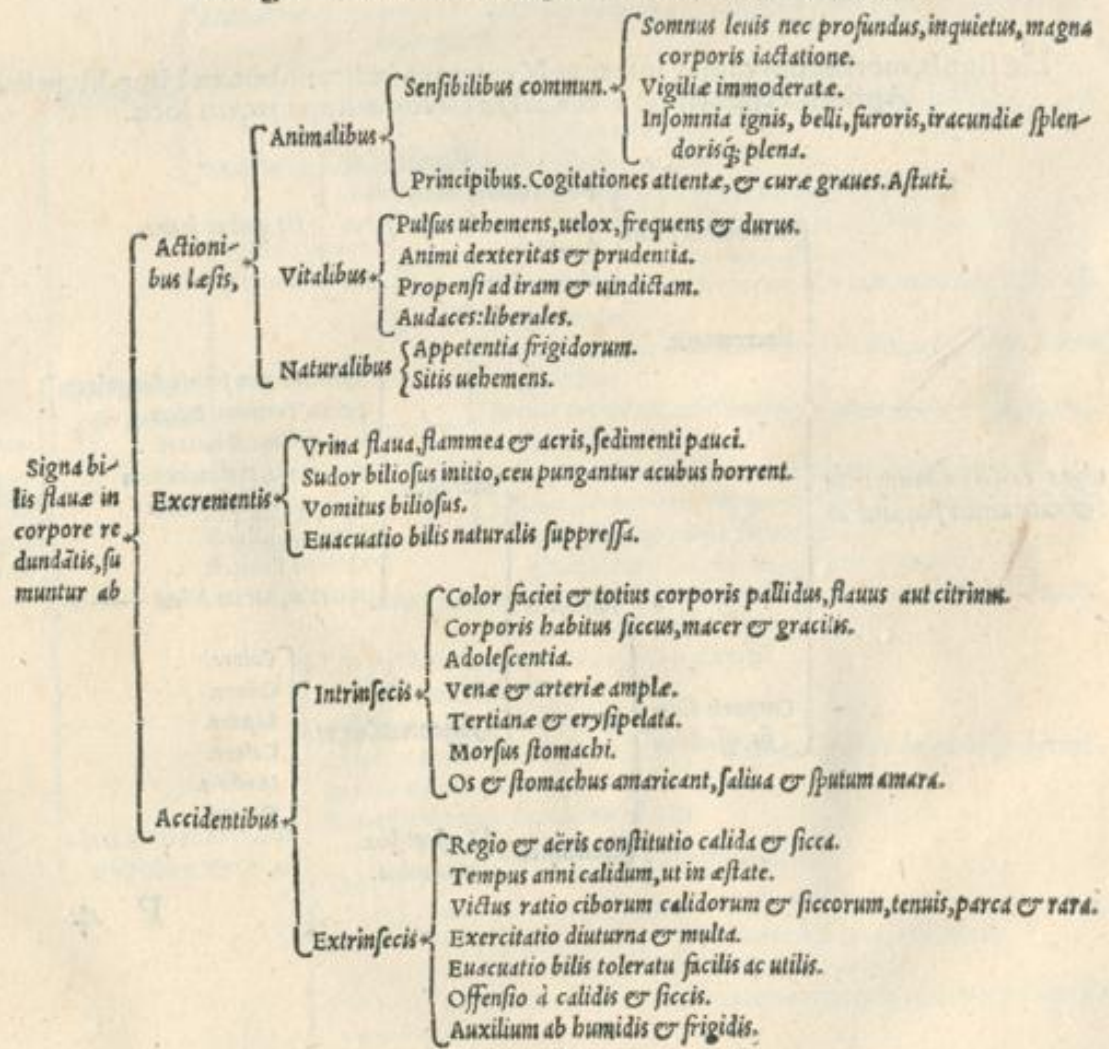 Signa bi-
lis flauæ in
corpore re
dundãtis, su
muntur ab
Actioni-
bus læsis,
Animalibus
Sensibilibus commun.
Somnus leuis nec profundus, inquietus, magna
corporis iactatione.
Vigiliæ immoderatæ.
Insomnia ignis, belli, furoris, iracundiæ splen-
dorisq́; plena.
Principibus. Cogitationes attentæ, & curæ graues. Astuti.
Vitalibus
Pulsus uehemens, uelox, frequens & durus.
Animi dexteritas & prudentia.
Propensi ad iram & uindictam.
Audaces: liberales.
Naturalibus
Appetentia frigidorum.
Sitis uehemens.
Excrementis
Vrina flaua, flammea & acris, sedimenti pauci.
Sudor biliosus initio, ceu pungantur acubus horrent.
Vomitus biliosus.
Euacuatio bilis naturalis suppressa.
Accidentibus
Intrinsecis
Color faciei & totius corporis pallidus, flauus aut citrinus.
Corporis habitus siccus, macer & gracilis.
Adolescentia.
Venæ & arteriæ amplæ.
Tertianæ & erysipelata.
Morsus stomachi.
Os & stomachus amaricant, saliua & sputum amara.
Extrinsecis
Regio & aëris constitutio calida & sicca.
Tempus anni calidum, ut in æstate.
Victus ratio ciborum calidorum & siccorum, tenuis, parca & rara.
Exercitatio diuturna & multa.
Euacuatio bilis toleratu facilis ac utilis.
Offensio à calidis & siccis.
Auxilium ab humidis & frigidis.